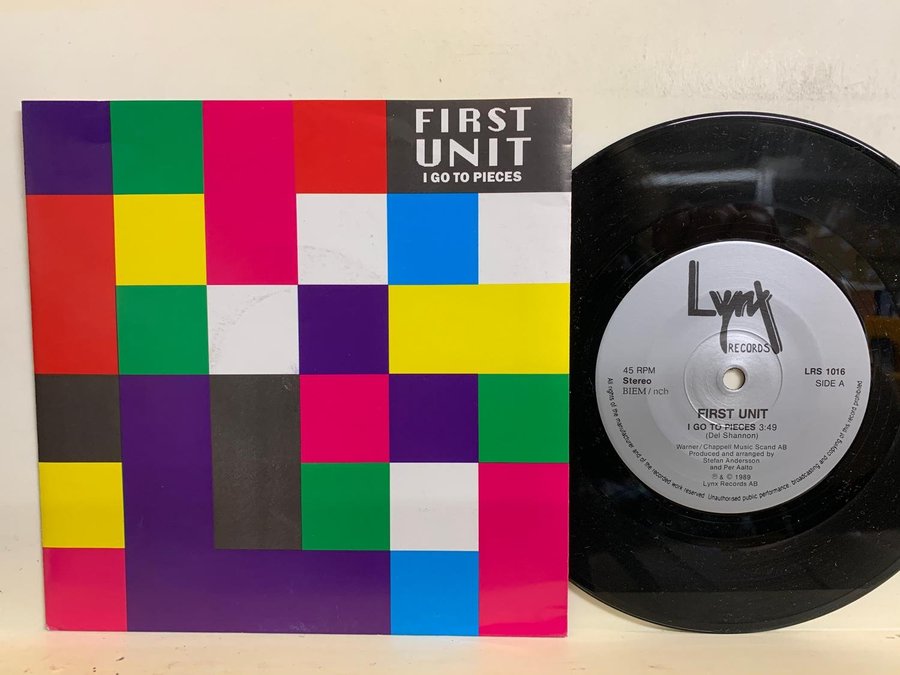 FIRST
UNIT
I GO TO PIECES
Lynx
RECORDS
45 RPM
Stereo
BIEM / ncb
LRS 1016
SIDE A
FIRST UNIT
I GO TO PIECES 3:49
(Del Shannon)
Warner/Chappell Music Scand AB
Produced and arranged by
Stefan Andersson
and Per Aalto
℗ & © 1989
Lynx Records AB
All rights of the manufacturer and of the recorded work reserved. Unauthorised public performance, broadcasting and copying of this record prohibited